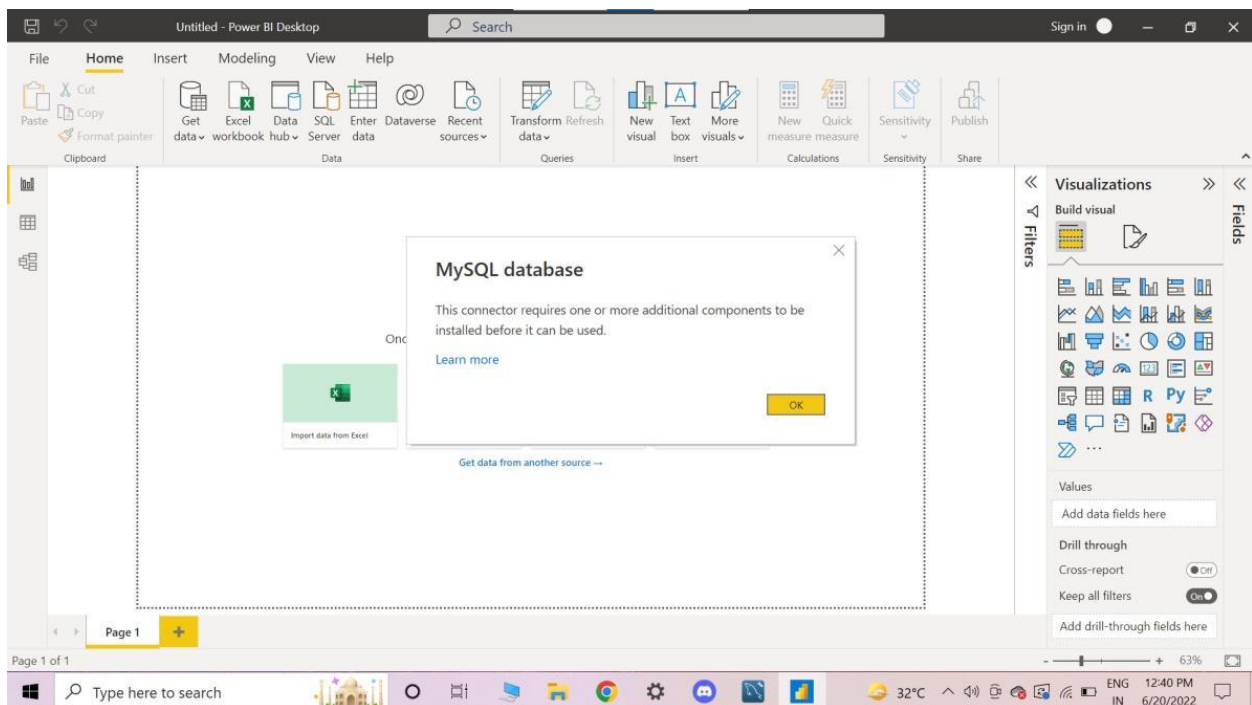 Untitled - Power BI Desktop
Search
Sign in
File Home Insert Modeling View Help
Paste
Cut
Copy
Format painter
Clipboard
Get data
Excel workbook
Data hub
SQL Server
Enter data
Dataverse
Recent sources
Data
Transform data
Refresh
Queries
New visual
Text box
More visuals
Insert
New measure
Quick measure
Calculations
Sensitivity
Sensitivity
Publish
Share
MySQL database
This connector requires one or more additional components to be
installed before it can be used.
Learn more
OK
Import data from Excel
Get data from another source →
Filters
Visualizations
Build visual
123
R Py
Values
Add data fields here
Drill through
Cross-report Off
Keep all filters On
Add drill-through fields here
Fields
Page 1
Page 1 of 1
63%
Type here to search
32°C
ENG
IN
12:40 PM
6/20/2022